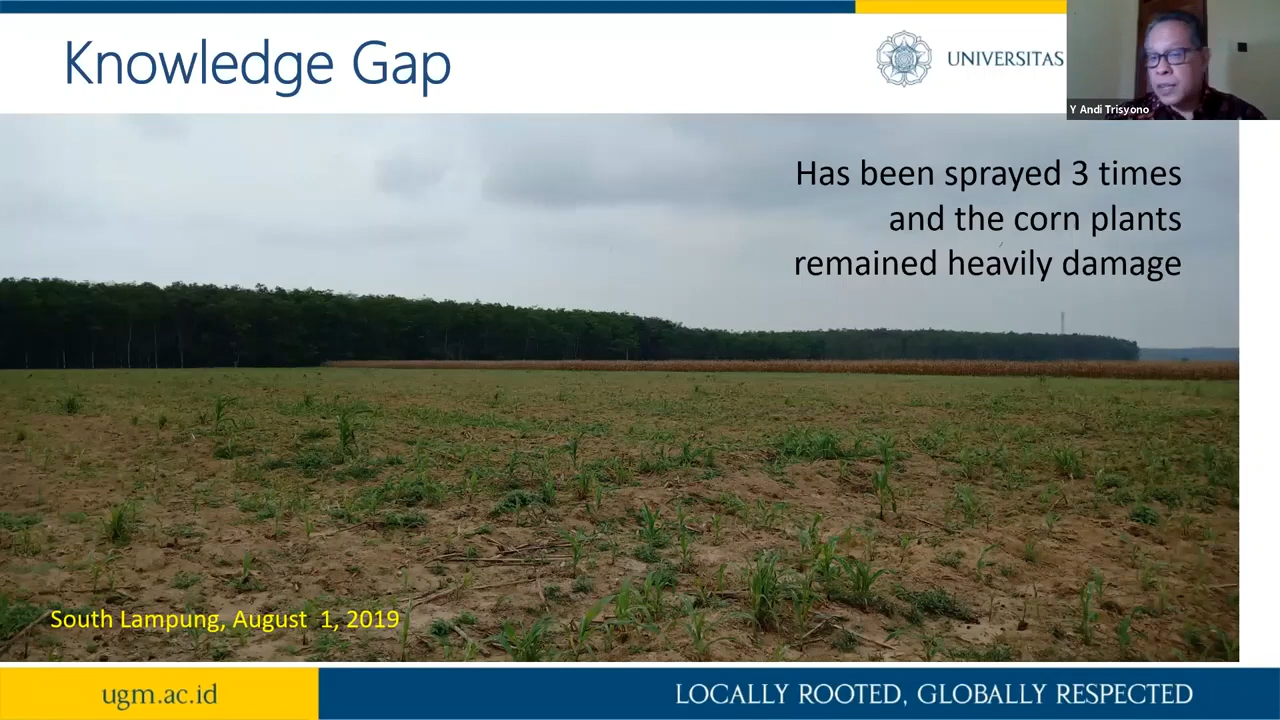 Knowledge Gap
UNIVERSITAS
Y Andi Trisyono
Has been sprayed 3 times
and the corn plants
remained heavily damage
South Lampung, August 1, 2019
ugm.ac.id
LOCALLY ROOTED, GLOBALLY RESPECTED